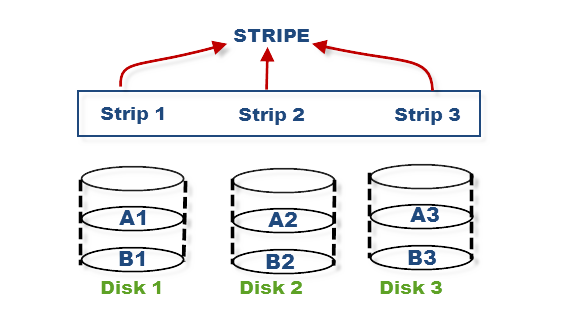 STRIPE
Strip 1 Strip 2 Strip 3
A1 A2 A3
B1 B2 B3
Disk 1 Disk 2 Disk 3